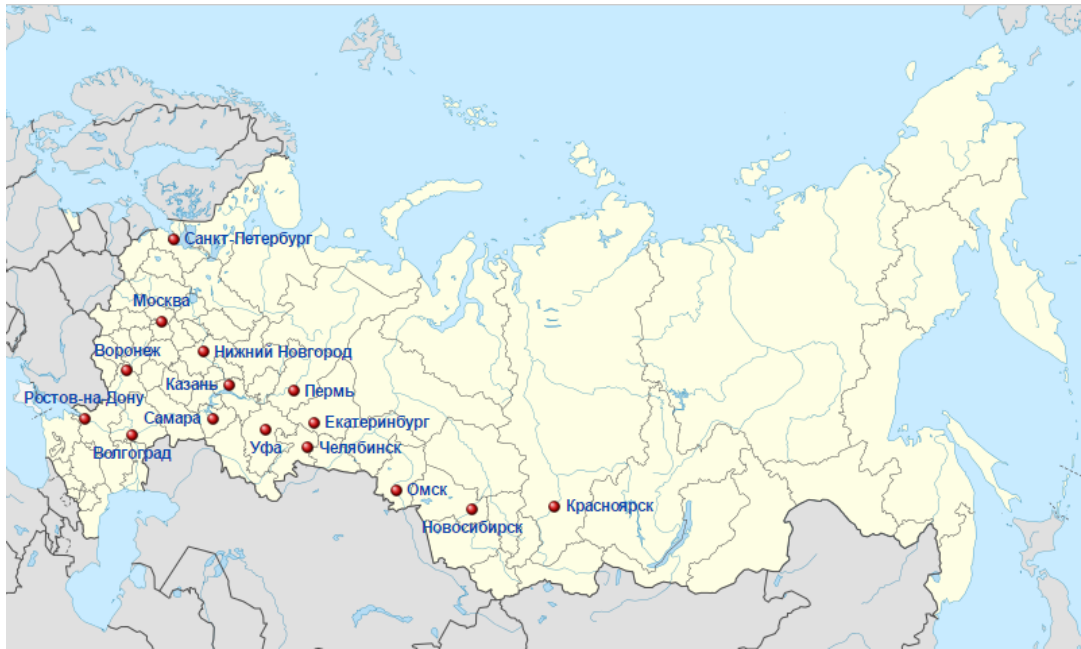 Санкт-Петербург
Москва
Воронеж
Нижний Новгород
Казань
Пермь
Ростов-на-Дону
Самара
Екатеринбург
Волгоград
Уфа
Челябинск
Омск
Новосибирск
Красноярск